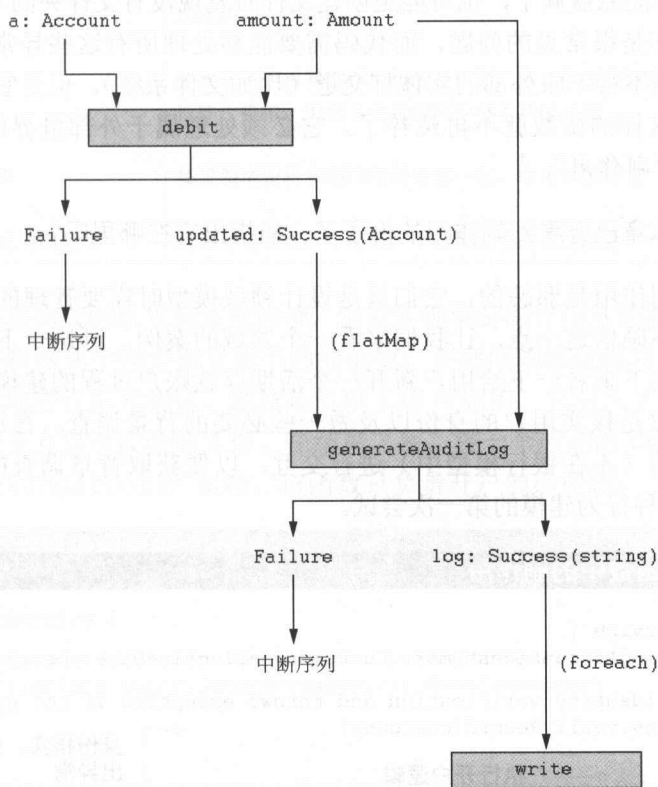 a: Account amount: Amount
debit
Failure updated: Success(Account)
中断序列 (flatMap)
generateAuditLog
Failure log: Success(string)
中断序列 (foreach)
write